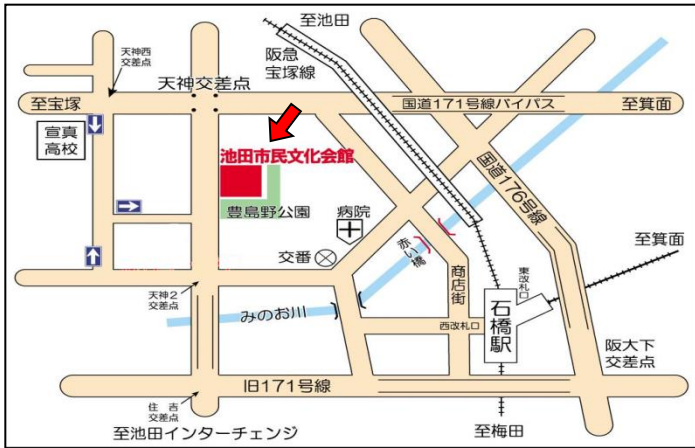 至池田
天神西
交差点
阪急
宝塚線
天神交差点
至宝塚
国道171号線バイパス
至箕面
宣真
高校
池田市民文化会館
国道176号線
豊島野公園
病院
赤い橋
至箕面
交番
商店街
東改札口
天神2
交差点
みのお川
石橋駅
西改札口
阪大下
交差点
旧171号線
住吉
交差点
至池田インターチェンジ
至梅田